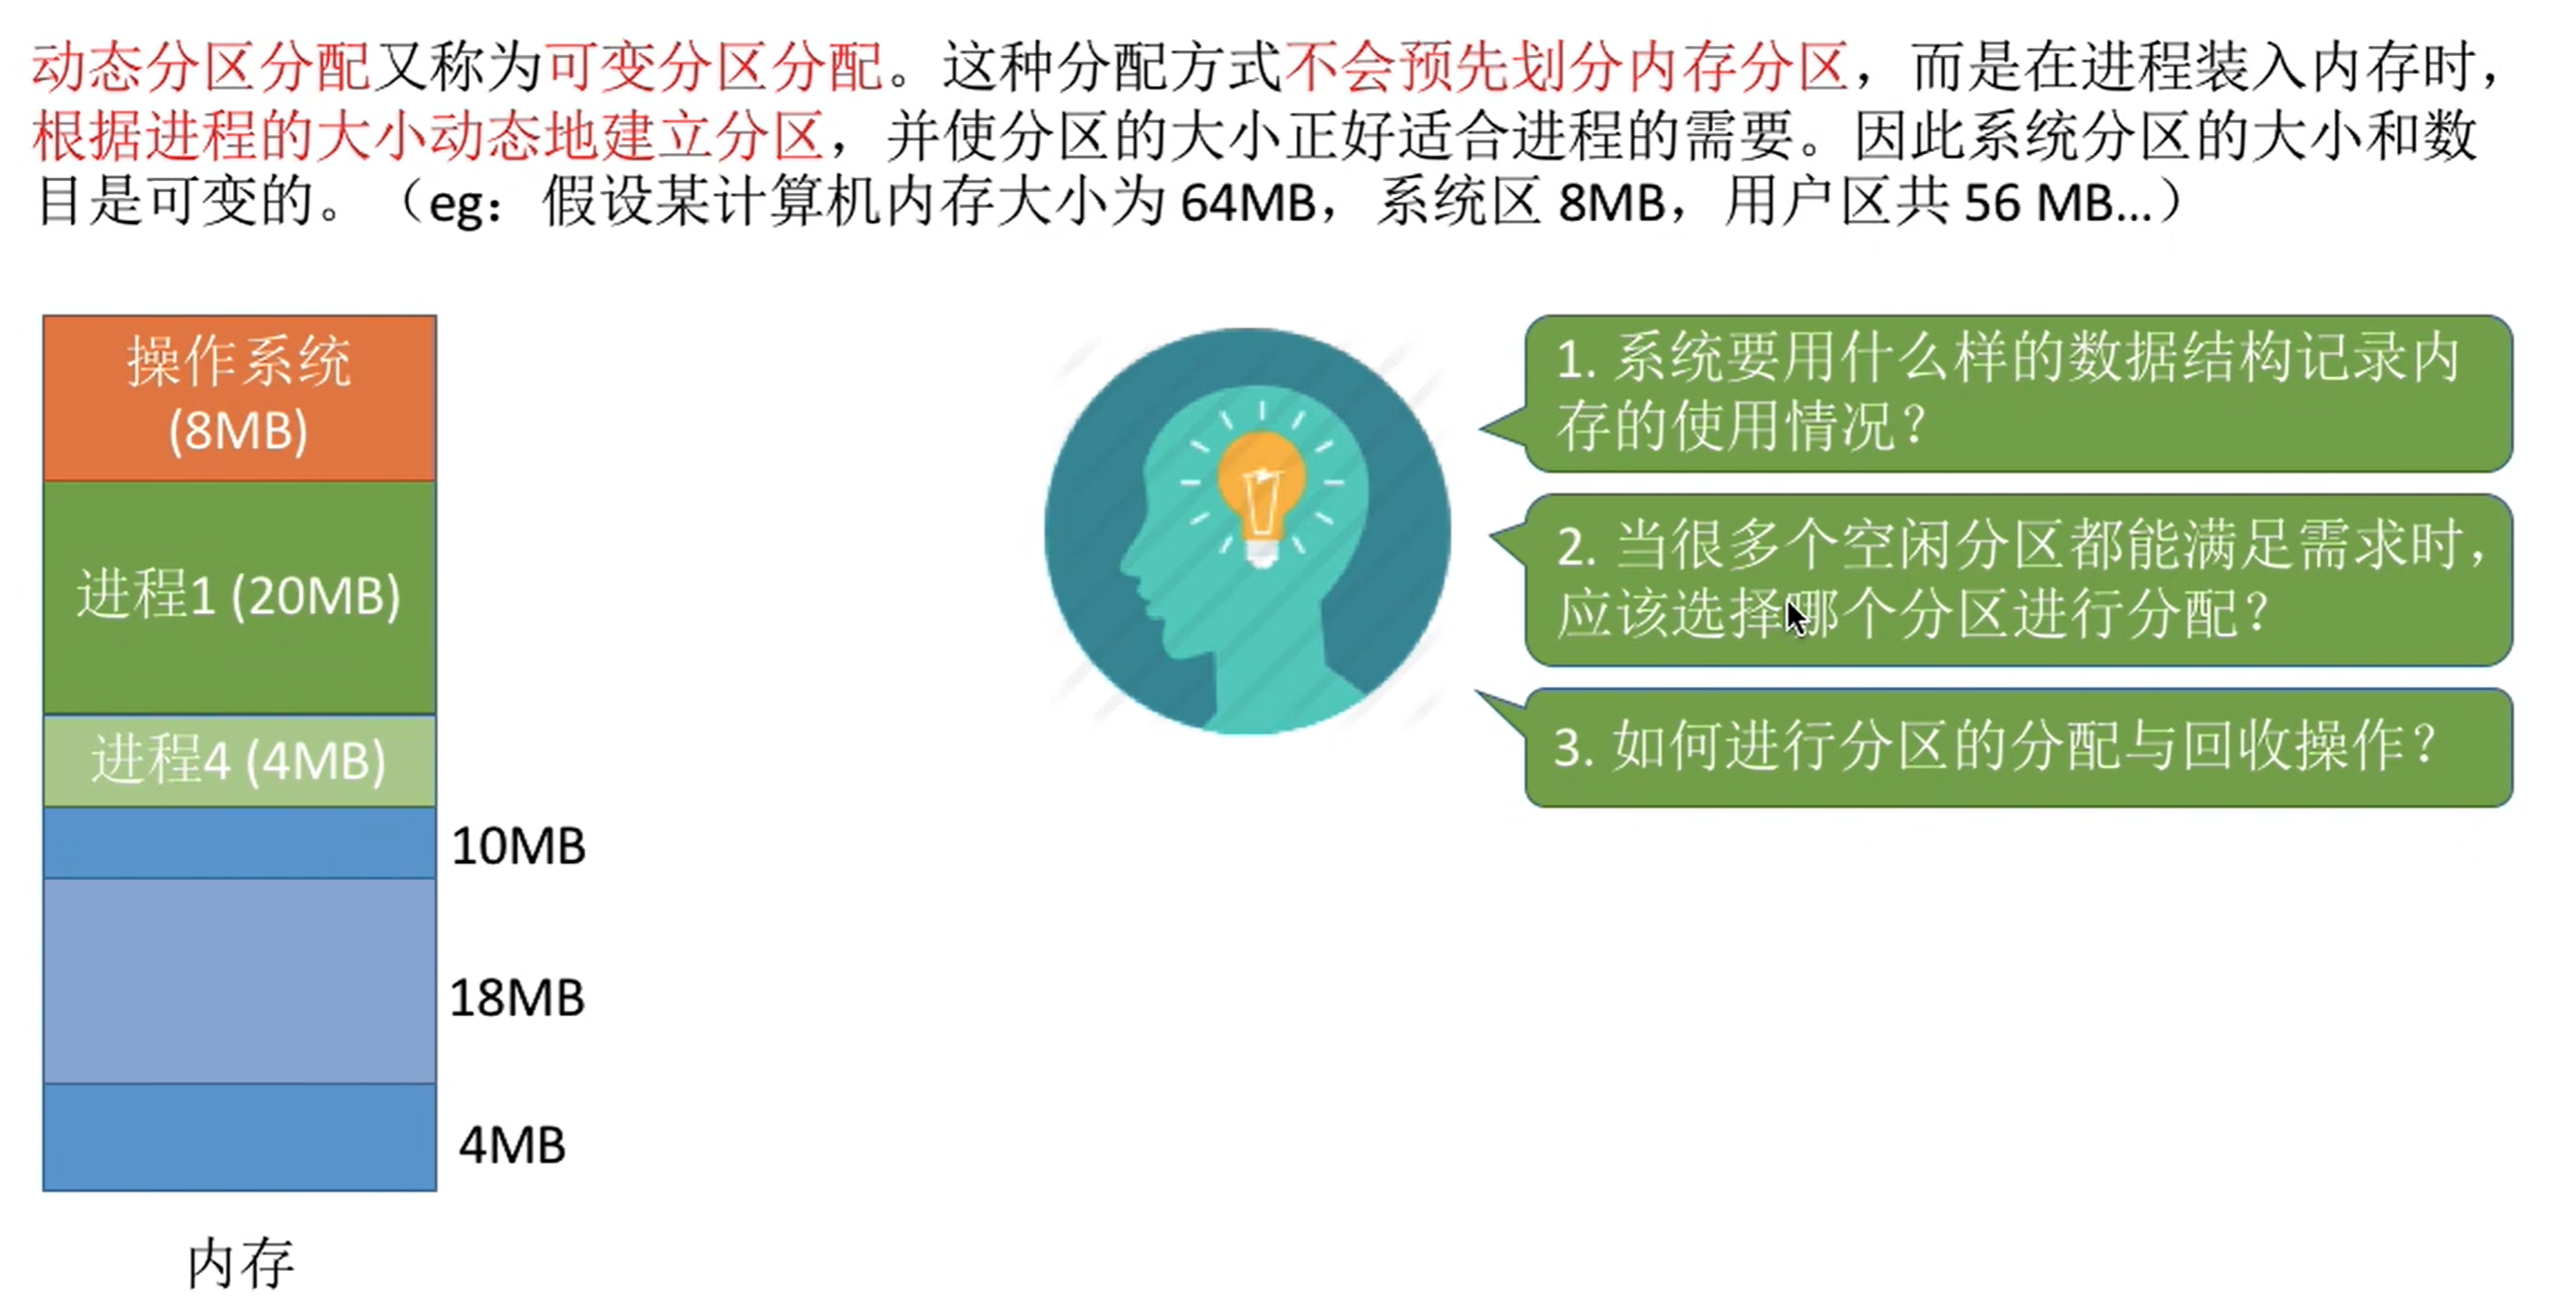 动态分区分配又称为可变分区分配。这种分配方式不会预先划分内存分区，而是在进程装入内存时，
根据进程的大小动态地建立分区，并使分区的大小正好适合进程的需要。因此系统分区的大小和数
目是可变的。（eg：假设某计算机内存大小为 64MB，系统区 8MB，用户区共 56 MB...）
操作系统
(8MB)
进程1 (20MB)
进程4 (4MB)
10MB
18MB
4MB
内存
1. 系统要用什么样的数据结构记录内
存的使用情况？
2. 当很多个空闲分区都能满足需求时，
应该选择哪个分区进行分配？
3. 如何进行分区的分配与回收操作？